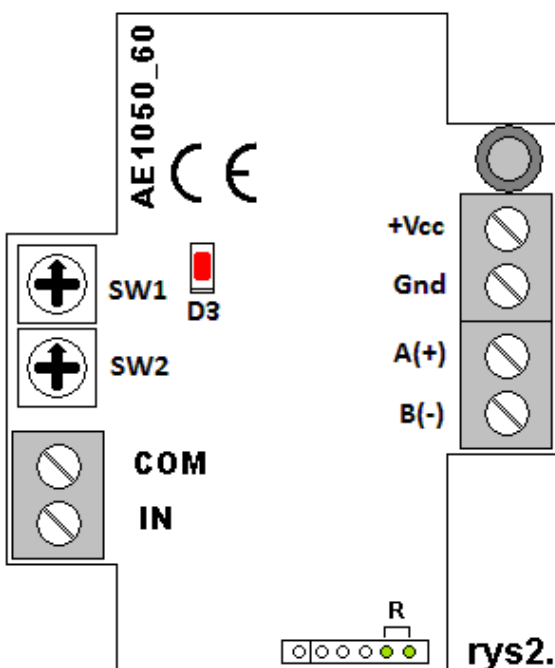 AE1050_60
CE
+Vcc
SW1
Gnd
D3
A(+)
SW2
B(-)
COM
IN
R
rys2.